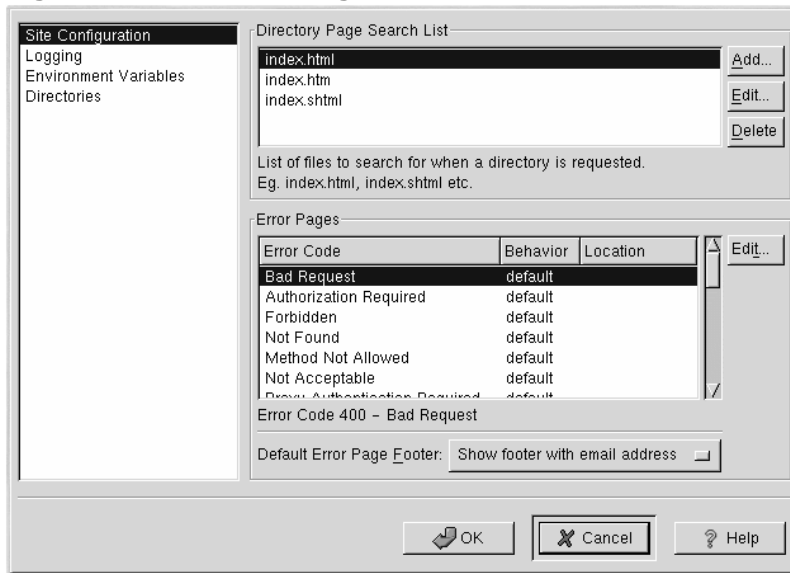 Site Configuration
Logging
Environment Variables
Directories
Directory Page Search List
index.html
index.htm
index.shtml
Add...
Edit...
Delete
List of files to search for when a directory is requested.
Eg. index.html, index.shtml etc.
Error Pages
Error Code Behavior Location
Bad Request default
Authorization Required default
Forbidden default
Not Found default
Method Not Allowed default
Not Acceptable default
Proxy Authentication Required default
Edit...
Error Code 400 – Bad Request
Default Error Page Footer: Show footer with email address
OK Cancel Help